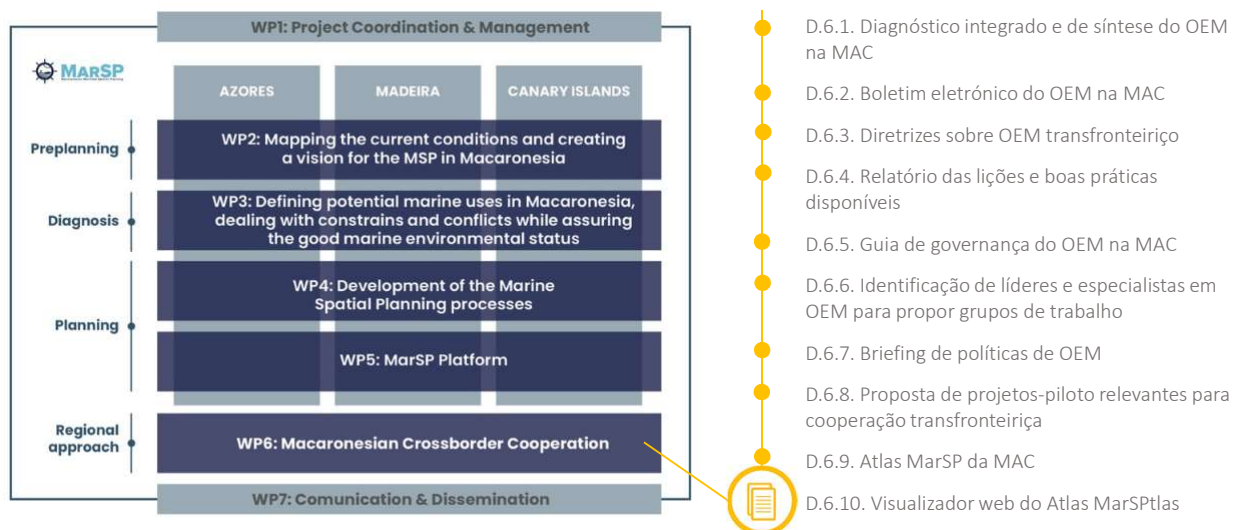 WP1: Project Coordination & Management
MARSP
AZORES
MADEIRA
CANARY ISLANDS
Preplanning
WP2: Mapping the current conditions and creating
a vision for the MSP in Macaronesia
Diagnosis
WP3: Defining potential marine uses in Macaronesia,
dealing with constrains and conflicts while assuring
the good marine environmental status
Planning
WP4: Development of the Marine
Spatial Planning processes
WP5: MarSP Platform
Regional
approach
WP6: Macaronesian Crossborder Cooperation
WP7: Comunication & Dissemination
D.6.1. Diagnóstico integrado e de síntese do OEM
na MAC
D.6.2. Boletim eletrónico do OEM na MAC
D.6.3. Diretrizes sobre OEM transfronteiriço
D.6.4. Relatório das lições e boas práticas
disponíveis
D.6.5. Guia de governança do OEM na MAC
D.6.6. Identificação de líderes e especialistas em
OEM para propor grupos de trabalho
D.6.7. Briefing de políticas de OEM
D.6.8. Proposta de projetos-piloto relevantes para
cooperação transfronteiriça
D.6.9. Atlas MarSP da MAC
D.6.10. Visualizador web do Atlas MarSPtlas